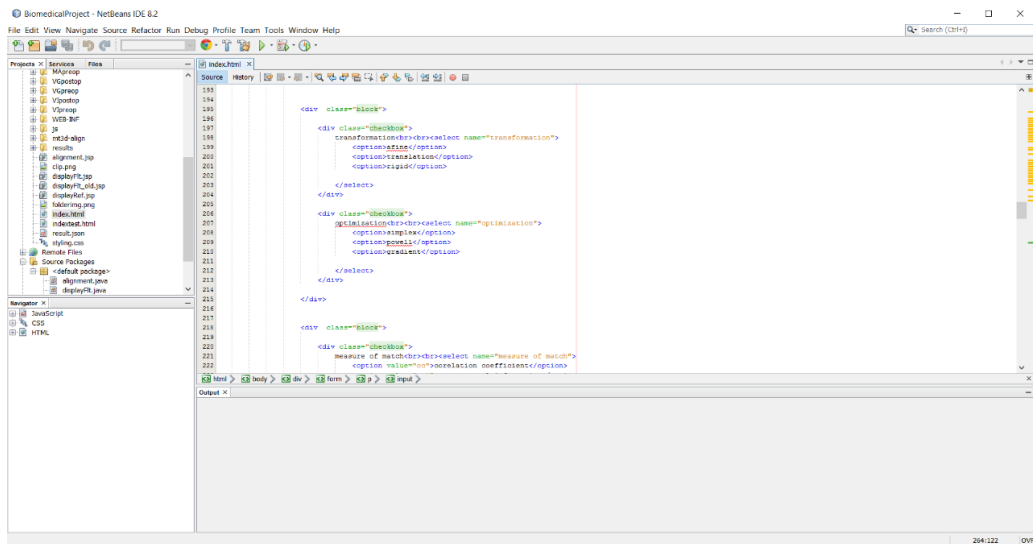 BiomedicalProject - NetBeans IDE 8.2
File Edit View Navigate Source Refactor Run Debug Profile Team Tools Window Help
Search (Ctrl+I)
Projects × Services Files
MApreop
VGpostop
VGpreop
VIpostop
VIpreop
WEB-INF
js
mt3d-align
results
alignment.jsp
clip.png
displayFlt.jsp
displayFlt_old.jsp
displayRef.jsp
folderimg.png
index.html
indextest.html
result.json
styling.css
Remote Files
Source Packages
<default package>
alignment.java
displayFlt.java
Navigator ×
JavaScript
CSS
HTML
index.html ×
Source History
193
194
195 <div class="block">
196
197 <div class="checkbox">
198 transformation<br><br><select name="transformation">
199 <option>afine</option>
200 <option>translation</option>
201 <option>rigid</option>
202
203 </select>
204 </div>
205
206 <div class="checkbox">
207 optimization<br><br><select name="optimization">
208 <option>simplex</option>
209 <option>powell</option>
210 <option>gradient</option>
211
212 </select>
213 </div>
214
215 </div>
216
217
218 <div class="block">
219
220 <div class="checkbox">
221 measure of match<br><br><select name="measure of match">
222 <option value="cc">corelation coefficient</option>
html body div form p input
Output ×
264:122 OVR